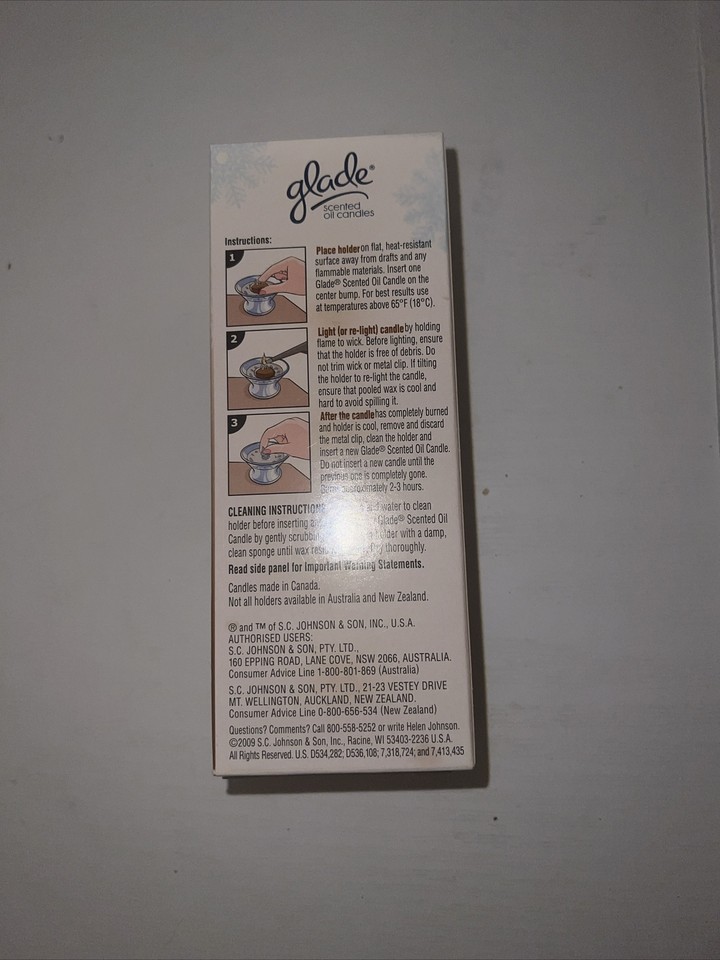 glade®
scented
oil candles
Instructions:
1
Place holder on flat, heat-resistant
surface away from drafts and any
flammable materials. Insert one
Glade® Scented Oil Candle on the
center bump. For best results use
at temperatures above 65°F (18°C).
2
Light (or re-light) candle by holding
flame to wick. Before lighting, ensure
that the holder is free of debris. Do
not trim wick or metal clip. If tilting
the holder to re-light the candle,
ensure that pooled wax is cool and
hard to avoid spilling it.
3
After the candle has completely burned
and holder is cool, remove and discard
the metal clip, clean the holder and
insert a new Glade® Scented Oil Candle.
Do not insert a new candle until the
previous one is completely gone.
approximately 2-3 hours.
CLEANING INSTRUCTIONS and water to clean
holder before inserting Glade® Scented Oil
Candle by gently holder with a damp,
clean sponge until wax thoroughly.
Read side panel for Important Warning Statements.
Candles made in Canada.
Not all holders available in Australia and New Zealand.
® and ™ of S.C. JOHNSON & SON, INC., U.S.A.
AUTHORISED USERS:
S.C. JOHNSON & SON, PTY. LTD.,
160 EPPING ROAD, LANE COVE, NSW 2066, AUSTRALIA.
Consumer Advice Line 1-800-801-869 (Australia)
S.C. JOHNSON & SON, PTY. LTD., 21-23 VESTEY DRIVE
MT. WELLINGTON, AUCKLAND, NEW ZEALAND.
Consumer Advice Line 0-800-656-534 (New Zealand)
Questions? Comments? Call 800-558-5252 or write Helen Johnson.
©2009 S.C. Johnson & Son, Inc., Racine, WI 53403-2236 U.S.A.
All Rights Reserved. U.S. D534,282; D536,108; 7,318,724; and 7,413,435